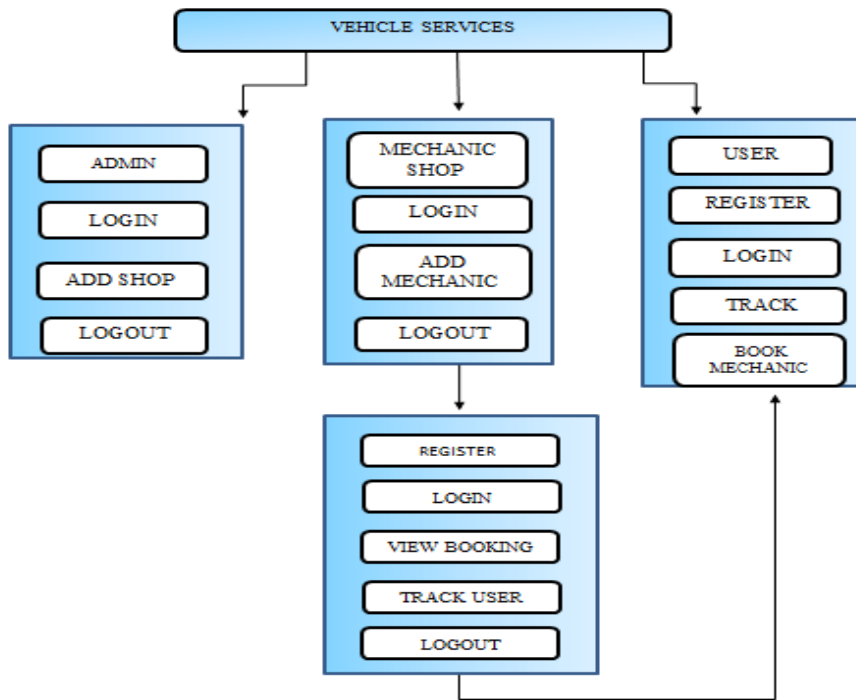 VEHICLE SERVICES
ADMIN
LOGIN
ADD SHOP
LOGOUT
MECHANIC
SHOP
LOGIN
ADD
MECHANIC
LOGOUT
USER
REGISTER
LOGIN
TRACK
BOOK
MECHANIC
REGISTER
LOGIN
VIEW BOOKING
TRACK USER
LOGOUT